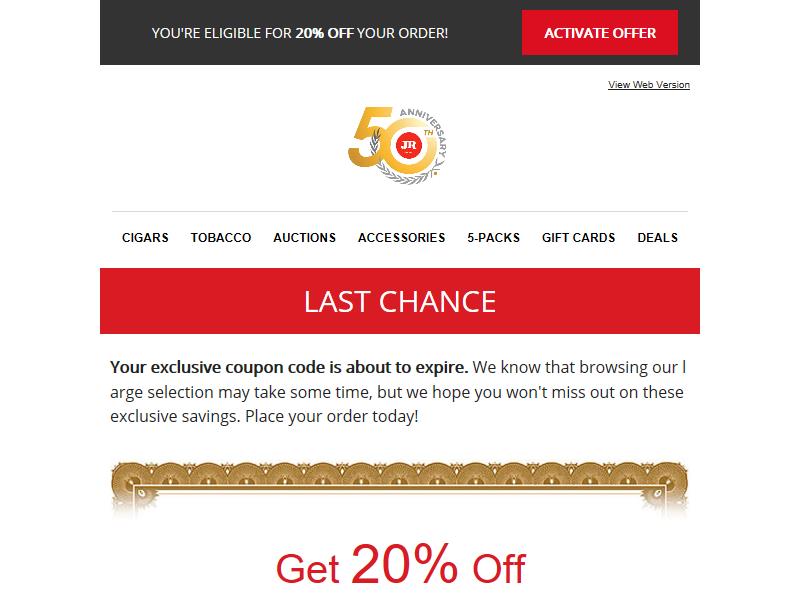 YOU'RE ELIGIBLE FOR 20% OFF YOUR ORDER!
ACTIVATE OFFER
View Web Version
50TH ANNIVERSARY
JR
CIGARS TOBACCO AUCTIONS ACCESSORIES 5-PACKS GIFT CARDS DEALS
LAST CHANCE
Your exclusive coupon code is about to expire. We know that browsing our l
arge selection may take some time, but we hope you won't miss out on these
exclusive savings. Place your order today!
Get 20% Off